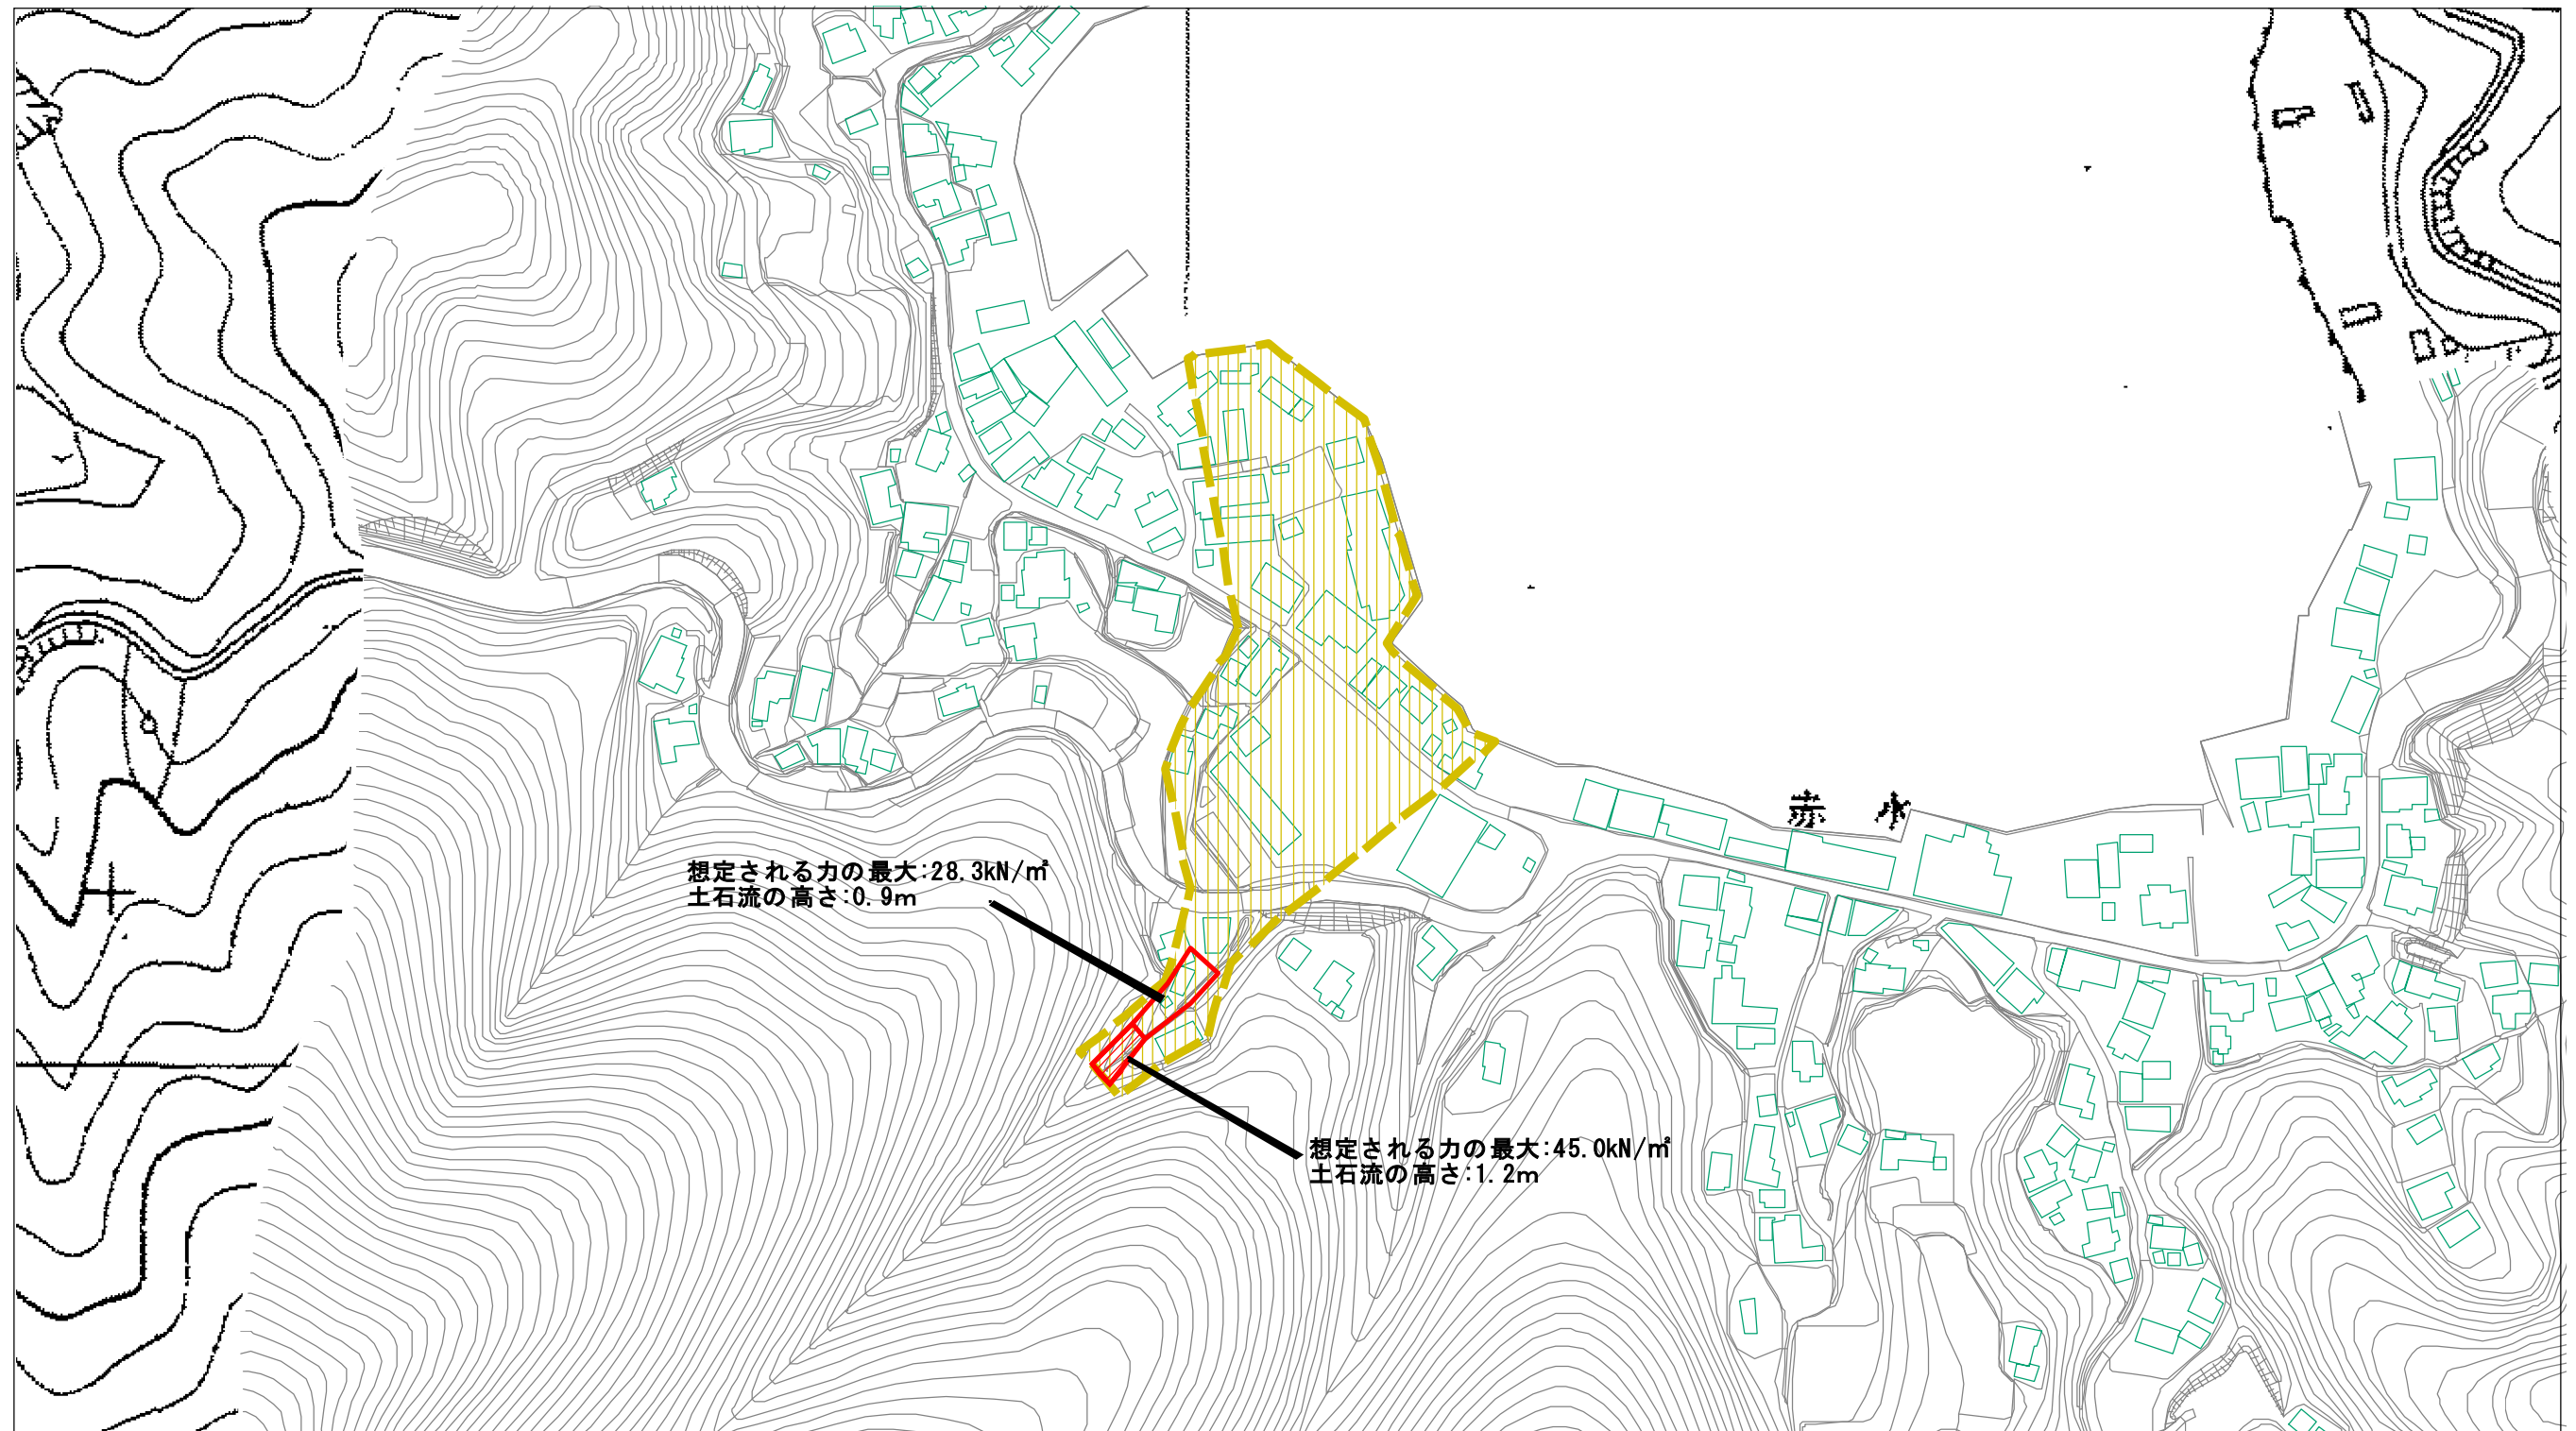 赤水
想定される力の最大:28.3kN/㎡
土石流の高さ:0.9m
想定される力の最大:45.0kN/㎡
土石流の高さ:1.2m